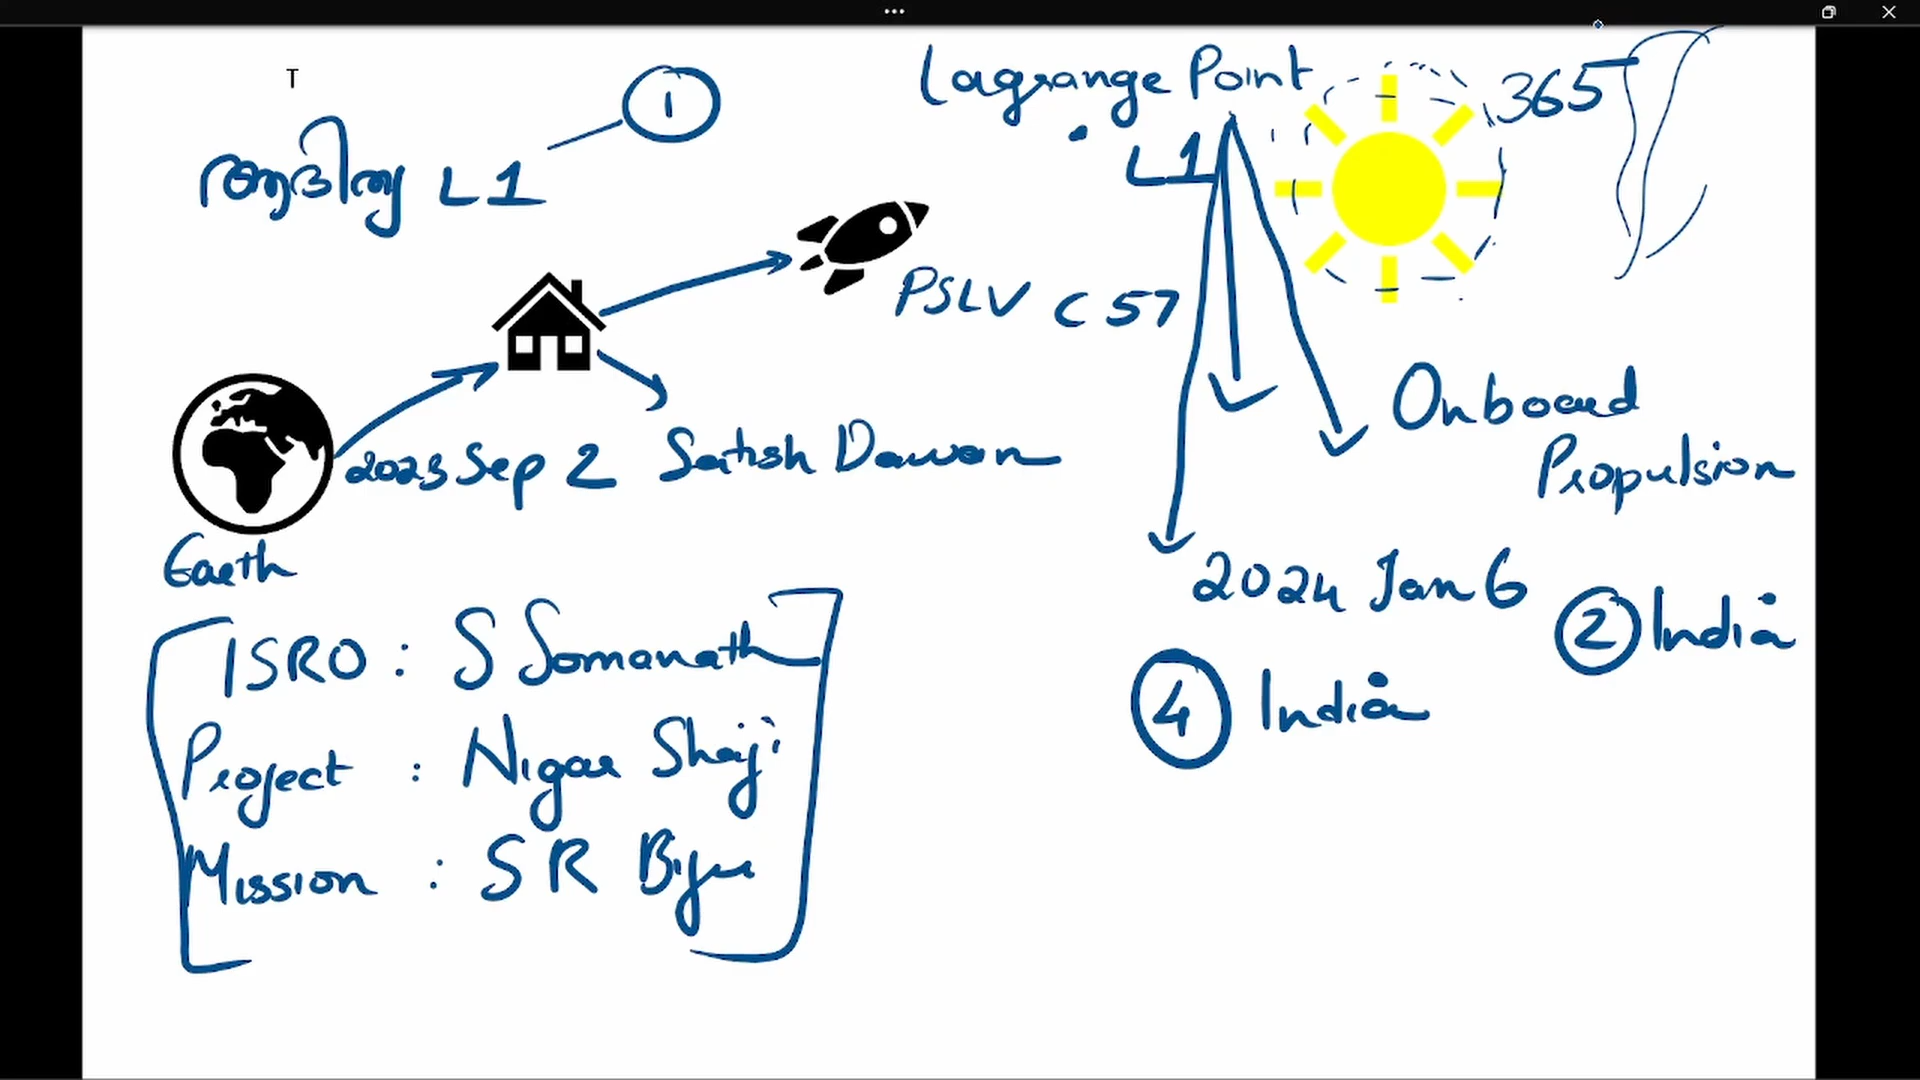 T
ആദിത്യ L1
1
Lagrange Point
L1
365
PSLV C 57
2023 Sep 2
Satish Dawan
Earth
Onboard
Propulsion
2024 Jan 6
2 India
4 India
ISRO : S Somanath
Project : Nigar Shaji
Mission : S R Biju